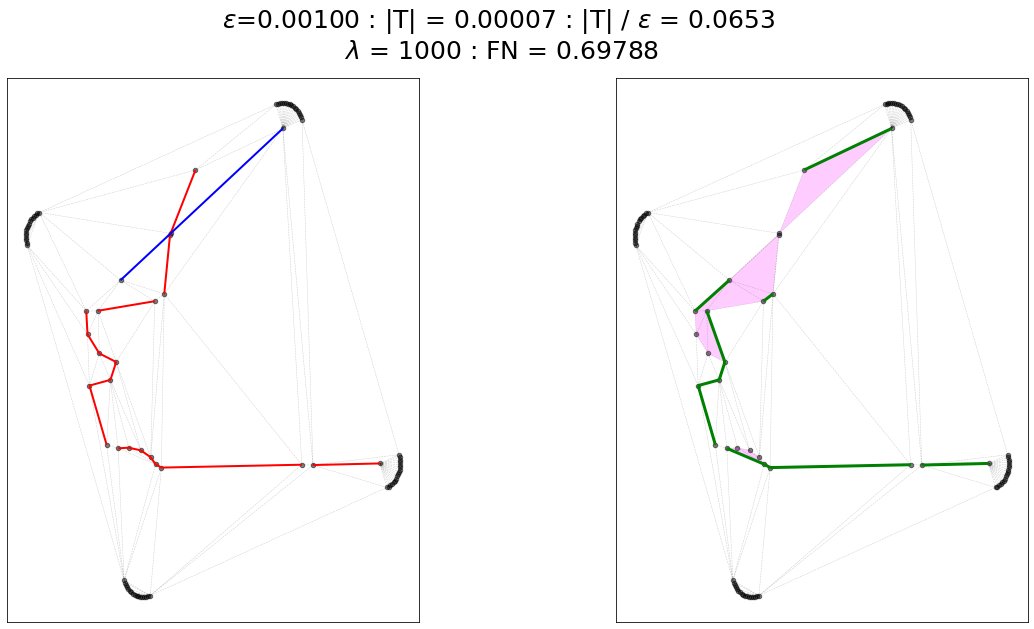 ε=0.00100 : |T| = 0.00007 : |T| / ε = 0.0653
λ = 1000 : FN = 0.69788